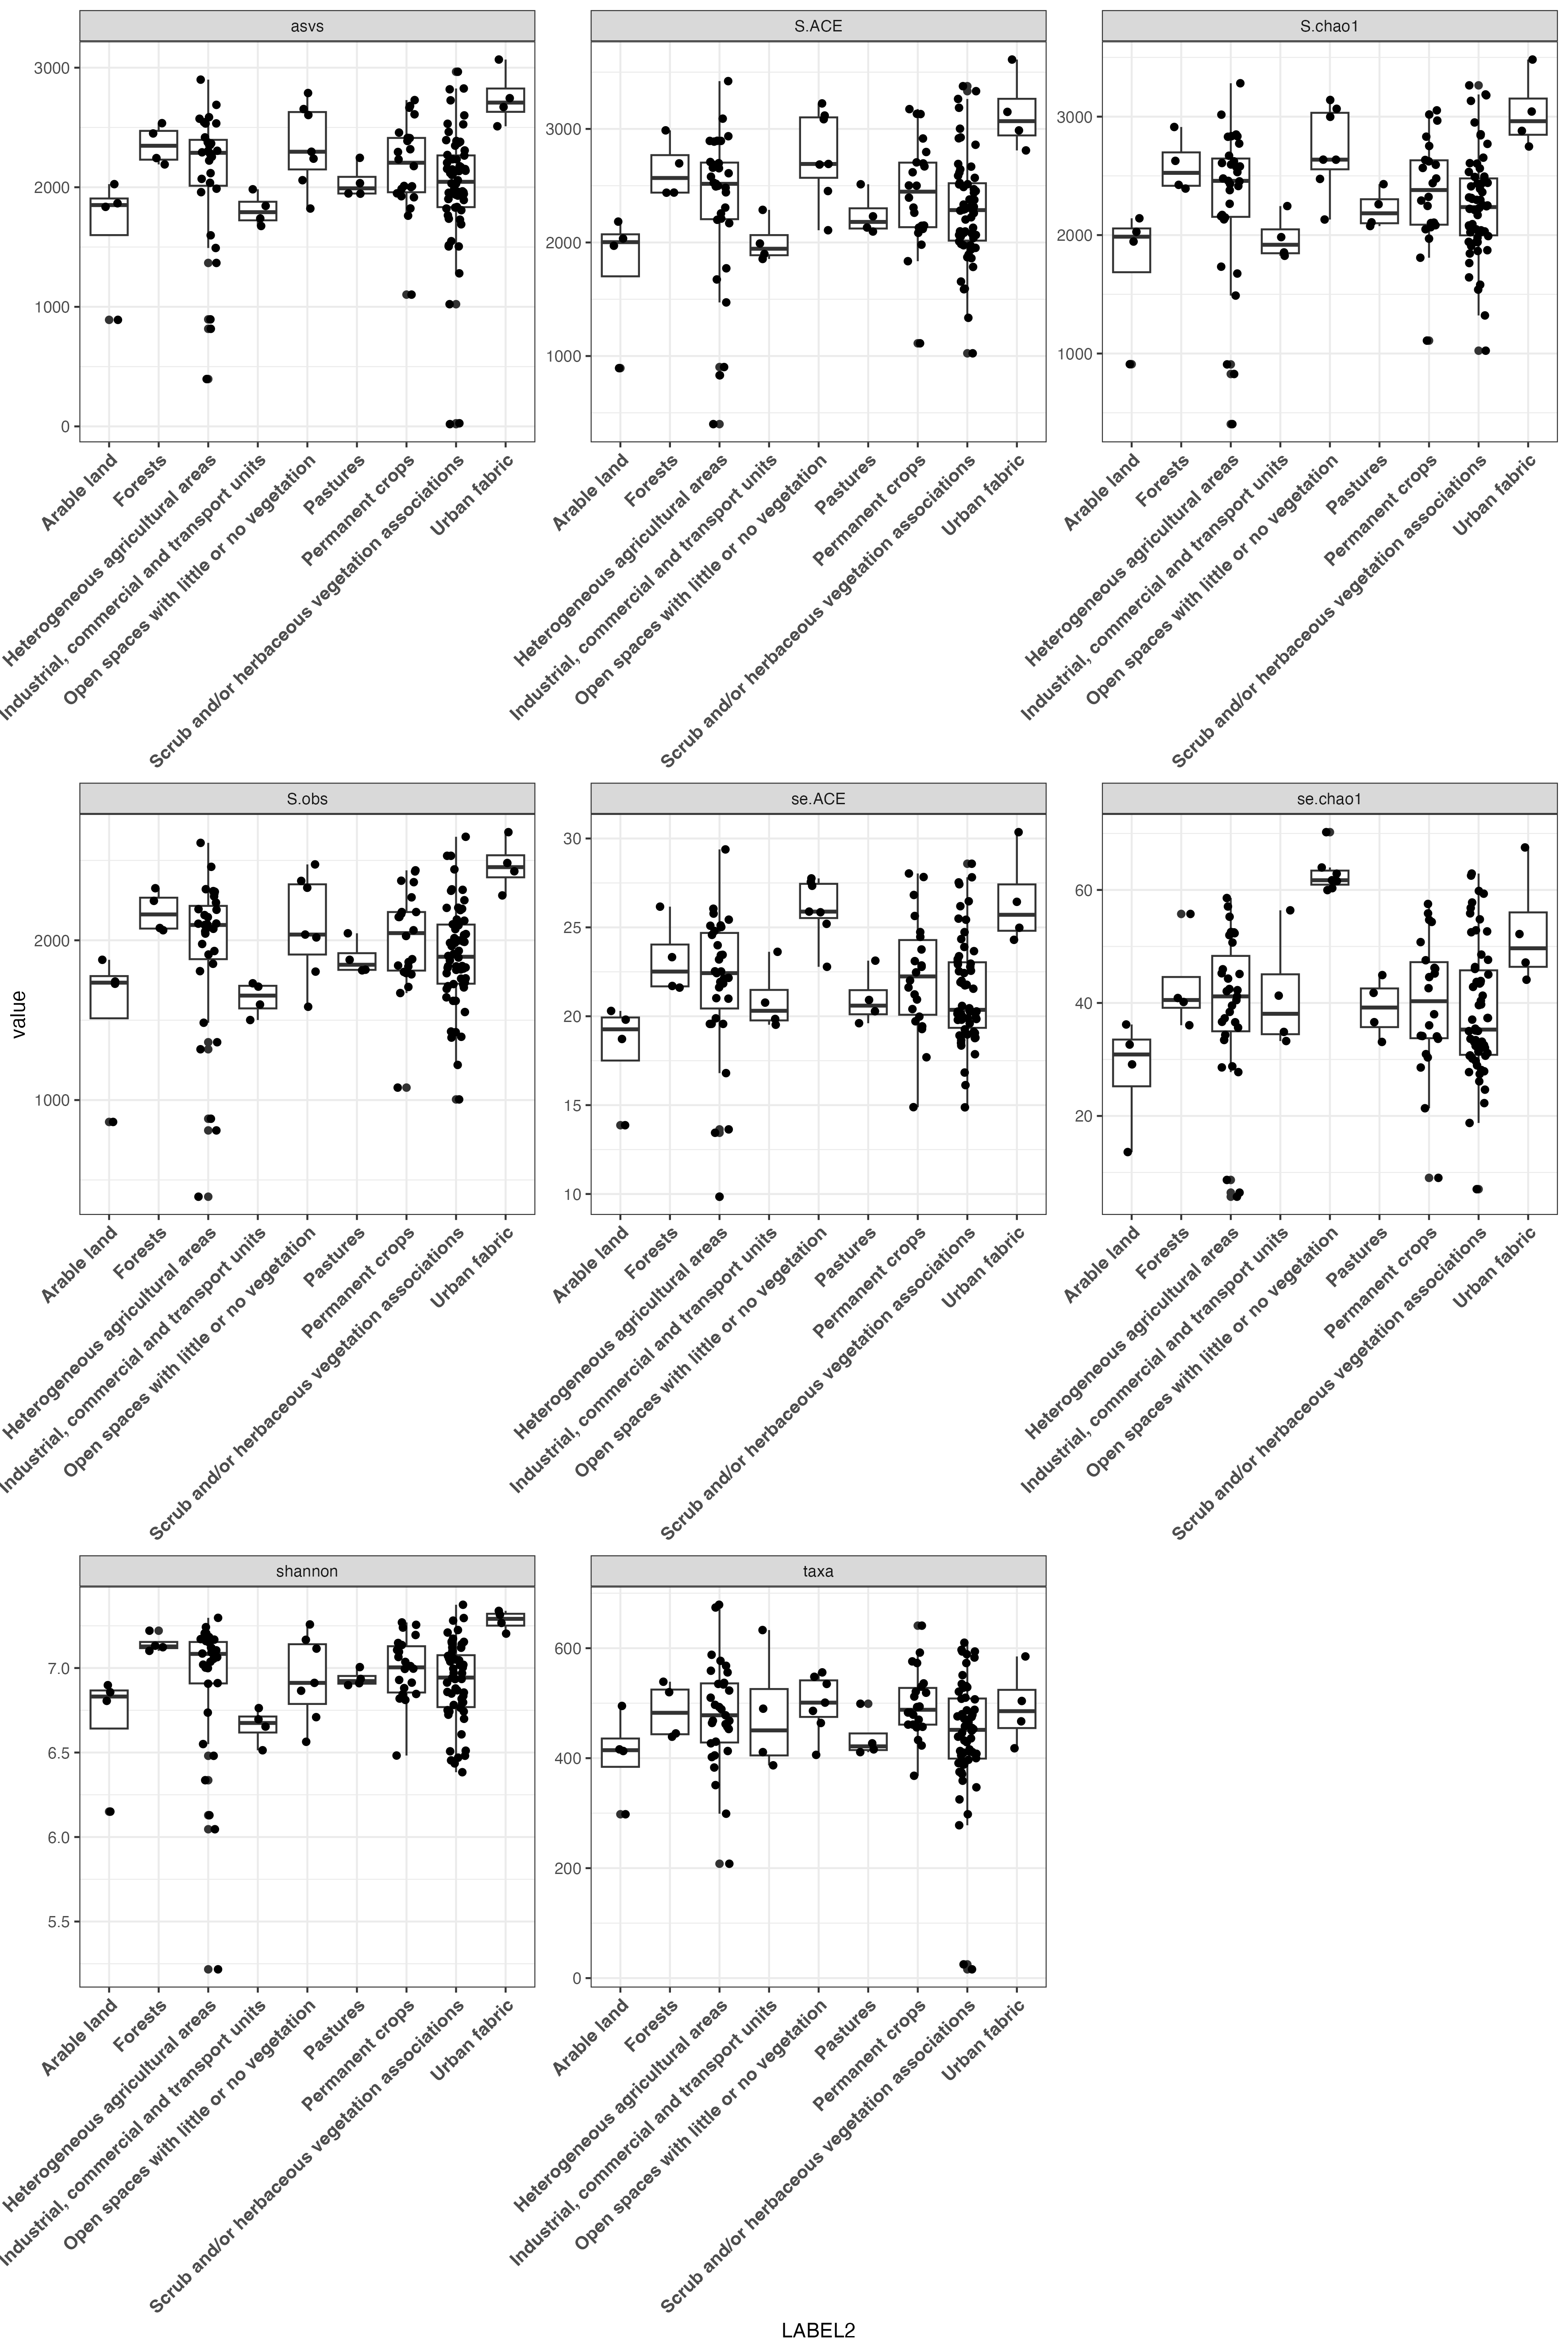 asvs
S.ACE
S.chao1
3000
2000
1000
0
3000
2000
1000
3000
2000
1000
Arable land
Forests
Heterogeneous agricultural areas
Industrial, commercial and transport units
Open spaces with little or no vegetation
Pastures
Permanent crops
Scrub and/or herbaceous vegetation associations
Urban fabric
Arable land
Forests
Heterogeneous agricultural areas
Industrial, commercial and transport units
Open spaces with little or no vegetation
Pastures
Permanent crops
Scrub and/or herbaceous vegetation associations
Urban fabric
Arable land
Forests
Heterogeneous agricultural areas
Industrial, commercial and transport units
Open spaces with little or no vegetation
Pastures
Permanent crops
Scrub and/or herbaceous vegetation associations
Urban fabric
value
S.obs
se.ACE
se.chao1
2000
1000
30
25
20
15
10
60
40
20
Arable land
Forests
Heterogeneous agricultural areas
Industrial, commercial and transport units
Open spaces with little or no vegetation
Pastures
Permanent crops
Scrub and/or herbaceous vegetation associations
Urban fabric
Arable land
Forests
Heterogeneous agricultural areas
Industrial, commercial and transport units
Open spaces with little or no vegetation
Pastures
Permanent crops
Scrub and/or herbaceous vegetation associations
Urban fabric
Arable land
Forests
Heterogeneous agricultural areas
Industrial, commercial and transport units
Open spaces with little or no vegetation
Pastures
Permanent crops
Scrub and/or herbaceous vegetation associations
Urban fabric
shannon
taxa
7.0
6.5
6.0
5.5
600
400
200
0
Arable land
Forests
Heterogeneous agricultural areas
Industrial, commercial and transport units
Open spaces with little or no vegetation
Pastures
Permanent crops
Scrub and/or herbaceous vegetation associations
Urban fabric
Arable land
Forests
Heterogeneous agricultural areas
Industrial, commercial and transport units
Open spaces with little or no vegetation
Pastures
Permanent crops
Scrub and/or herbaceous vegetation associations
Urban fabric
LABEL2